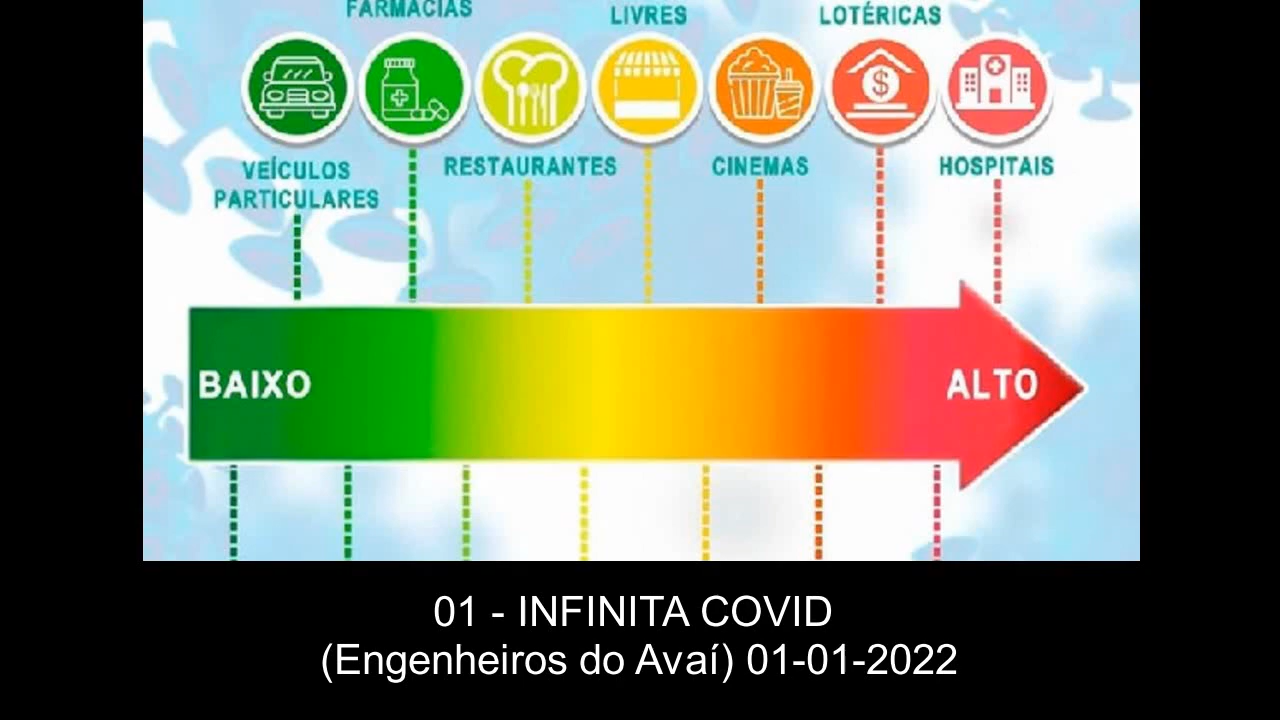 FARMÁCIAS
LIVRES
LOTÉRICAS
$
VEÍCULOS
PARTICULARES
RESTAURANTES
CINEMAS
HOSPITAIS
BAIXO
ALTO
01 - INFINITA COVID
(Engenheiros do Avaí) 01-01-2022